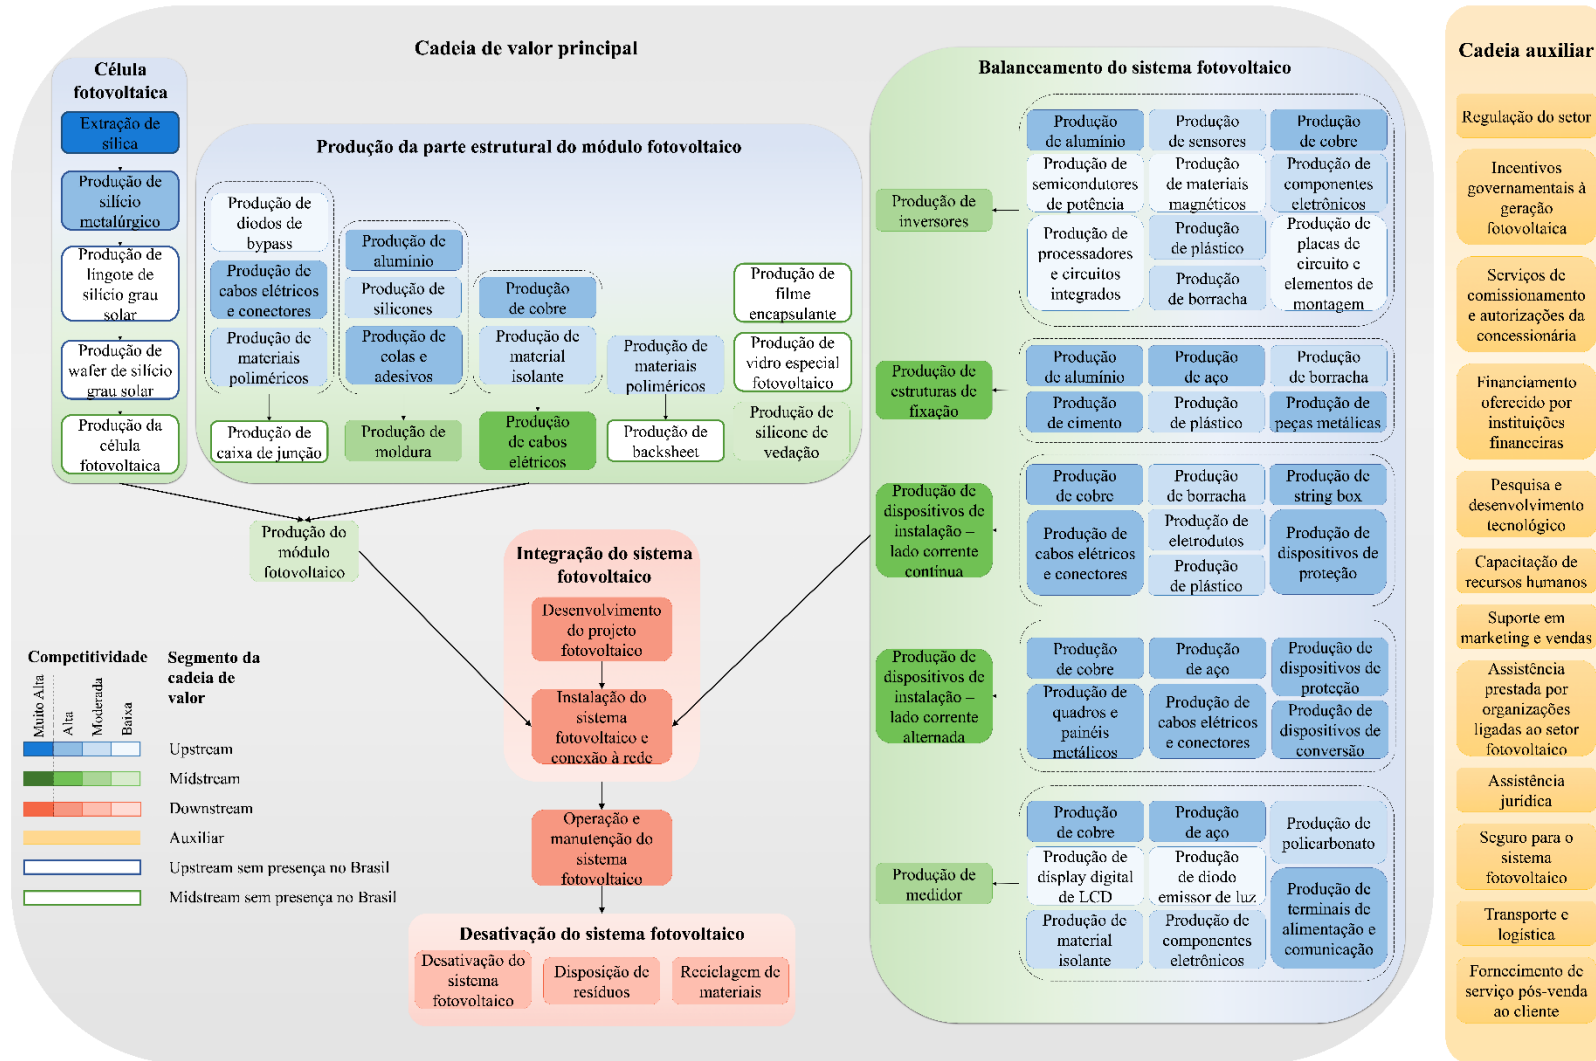 Cadeia de valor principal
Célula
fotovoltaica
Extração de
sílica
Produção de
silício
metalúrgico
Produção de
lingote de
silício grau
solar
Produção de
wafer de silício
grau solar
Produção da
célula
fotovoltaica
Produção da parte estrutural do módulo fotovoltaico
Produção de
diodos de
bypass
Produção de
cabos elétricos
e conectores
Produção de
materiais
poliméricos
Produção de
caixa de junção
Produção de
alumínio
Produção de
silicones
Produção de
colas e
adesivos
Produção de
moldura
Produção
de cobre
Produção de
material
isolante
Produção
de cabos
elétricos
Produção de
materiais
poliméricos
Produção de
backsheet
Produção de
filme
encapsulante
Produção de
vidro especial
fotovoltaico
Produção de
silicone de
vedação
Produção do
módulo
fotovoltaico
Integração do sistema
fotovoltaico
Desenvolvimento
do projeto
fotovoltaico
Instalação do
sistema
fotovoltaico e
conexão à rede
Operação e
manutenção do
sistema
fotovoltaico
Desativação do sistema fotovoltaico
Desativação do
sistema
fotovoltaico
Disposição de
resíduos
Reciclagem de
materiais
Balanceamento do sistema fotovoltaico
Produção de
inversores
Produção
de alumínio
Produção
de sensores
Produção
de cobre
Produção de
semicondutores
de potência
Produção
de materiais
magnéticos
Produção de
componentes
eletrônicos
Produção de
processadores
e circuitos
integrados
Produção
de plástico
Produção
de borracha
Produção de
placas de
circuito e
elementos de
montagem
Produção de
estruturas de
fixação
Produção
de alumínio
Produção
de aço
Produção
de borracha
Produção
de cimento
Produção
de plástico
Produção de
peças metálicas
Produção de
dispositivos de
instalação –
lado corrente
contínua
Produção
de cobre
Produção
de borracha
Produção de
string box
Produção de
cabos elétricos
e conectores
Produção de
eletrodutos
Produção
de plástico
Produção de
dispositivos de
proteção
Produção de
dispositivos de
instalação –
lado corrente
alternada
Produção
de cobre
Produção
de aço
Produção de
dispositivos de
proteção
Produção de
quadros e
painéis
metálicos
Produção de
cabos elétricos
e conectores
Produção de
dispositivos de
conversão
Produção de
medidor
Produção
de cobre
Produção
de aço
Produção de
policarbonato
Produção de
display digital
de LCD
Produção
de diodo
emissor de luz
Produção de
terminais de
alimentação e
comunicação
Produção de
material
isolante
Produção de
componentes
eletrônicos
Competitividade
Segmento da
cadeia de
valor
Muito Alta
Alta
Moderada
Baixa
Upstream
Midstream
Downstream
Auxiliar
Upstream sem presença no Brasil
Midstream sem presença no Brasil
Cadeia auxiliar
Regulação do setor
Incentivos
governamentais à
geração
fotovoltaica
Serviços de
comissionamento
e autorizações da
concessionária
Financiamento
oferecido por
instituições
financeiras
Pesquisa e
desenvolvimento
tecnológico
Capacitação de
recursos humanos
Suporte em
marketing e vendas
Assistência
prestada por
organizações
ligadas ao setor
fotovoltaico
Assistência
jurídica
Seguro para o
sistema
fotovoltaico
Transporte e
logística
Fornecimento de
serviço pós-venda
ao cliente